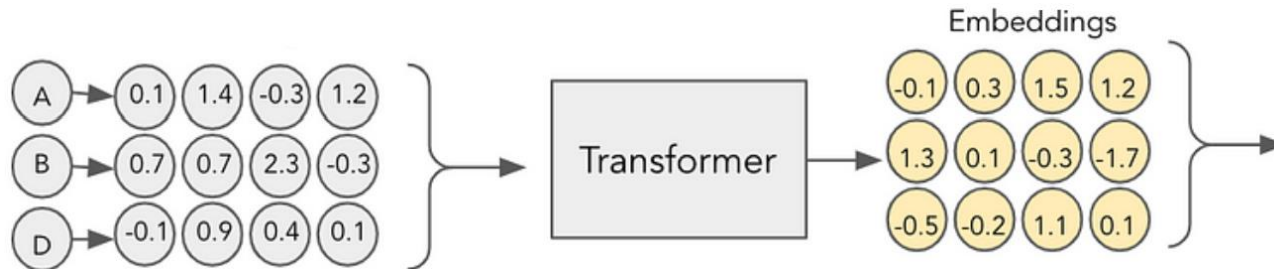 Embeddings
A 0.1 1.4 -0.3 1.2
B 0.7 0.7 2.3 -0.3
D -0.1 0.9 0.4 0.1
Transformer
-0.1 0.3 1.5 1.2
1.3 0.1 -0.3 -1.7
-0.5 -0.2 1.1 0.1